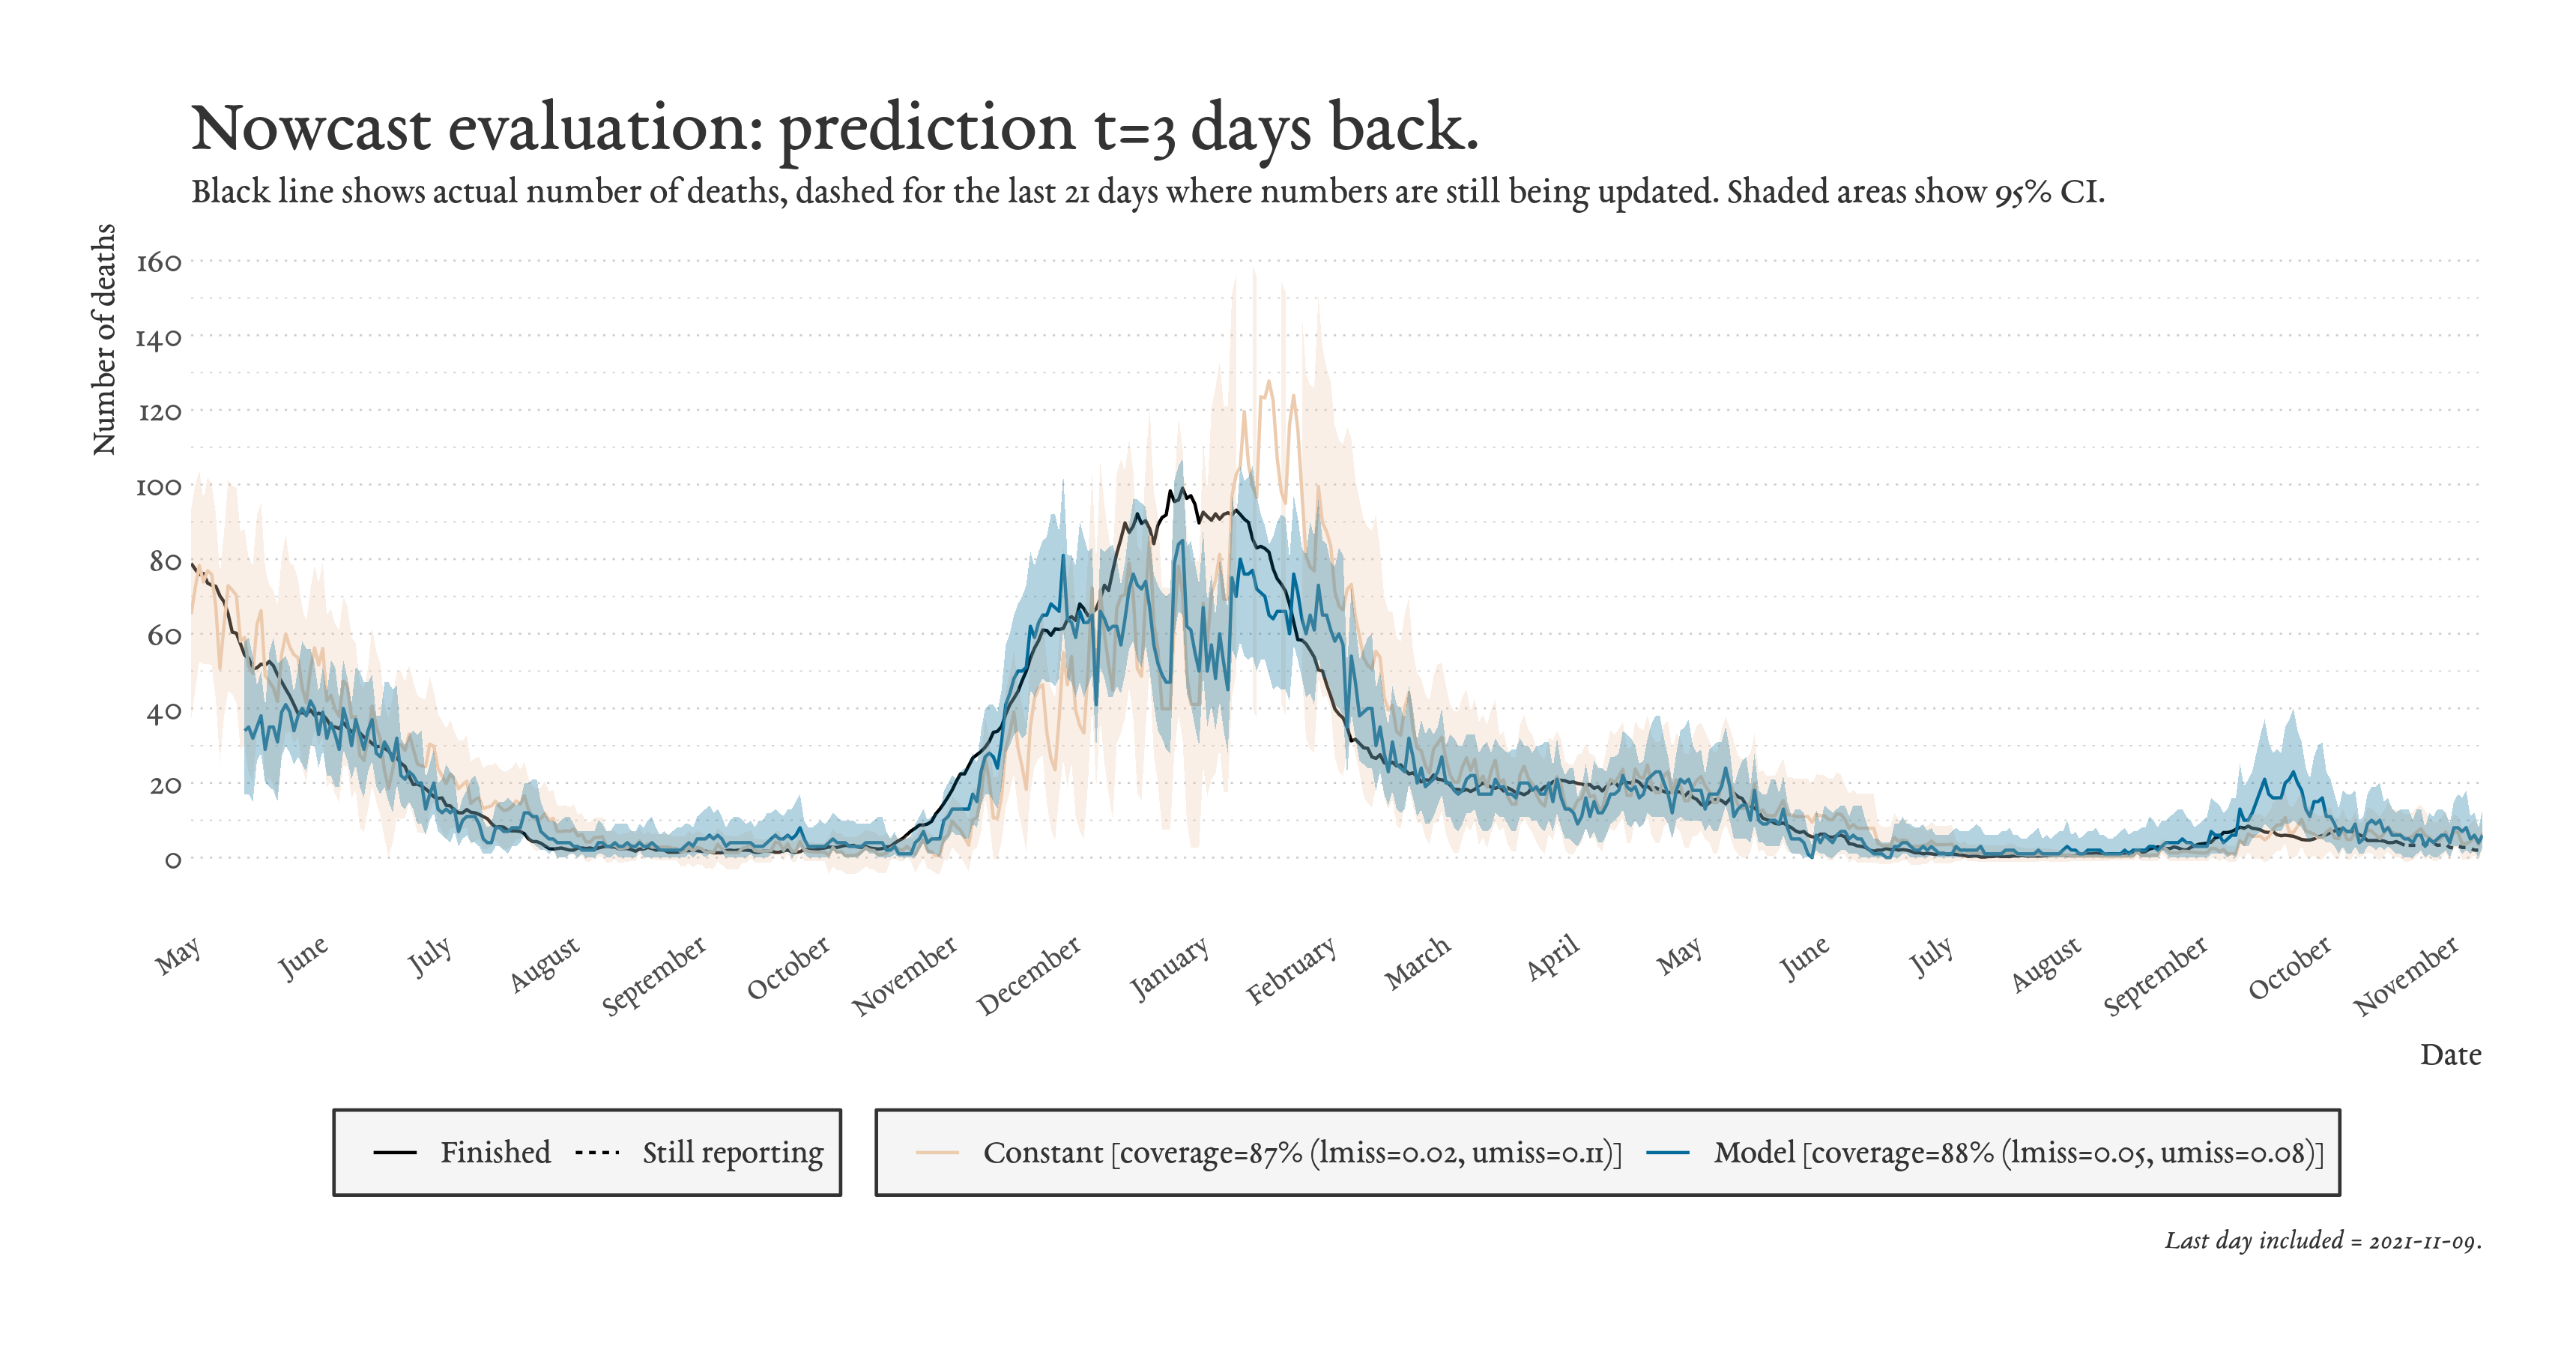 Nowcast evaluation: prediction t=3 days back.
Black line shows actual number of deaths, dashed for the last 21 days where numbers are still being updated. Shaded areas show 95% CI.
Number of deaths
160
140
120
100
80
60
40
20
0
May
June
July
August
September
October
November
December
January
February
March
April
May
June
July
August
September
October
November
Date
Finished
Still reporting
Constant [coverage=87% (lmiss=0.02, umiss=0.11)]
Model [coverage=88% (lmiss=0.05, umiss=0.08)]
Last day included = 2021-11-09.